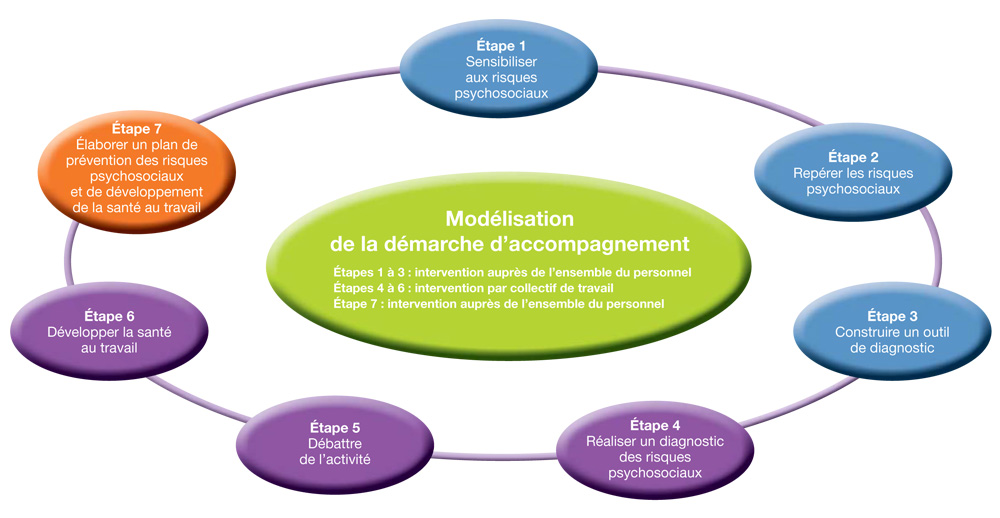 Étape 1
Sensibiliser
aux risques
psychosociaux
Étape 2
Repérer les risques
psychosociaux
Étape 3
Construire un outil
de diagnostic
Étape 4
Réaliser un diagnostic
des risques
psychosociaux
Étape 5
Débattre
de l’activité
Étape 6
Développer la santé
au travail
Étape 7
Élaborer un plan de
prévention des risques
psychosociaux
et de développement
de la santé au travail
Modélisation
de la démarche d’accompagnement
Étapes 1 à 3 : intervention auprès de l’ensemble du personnel
Étapes 4 à 6 : intervention par collectif de travail
Étape 7 : intervention auprès de l’ensemble du personnel